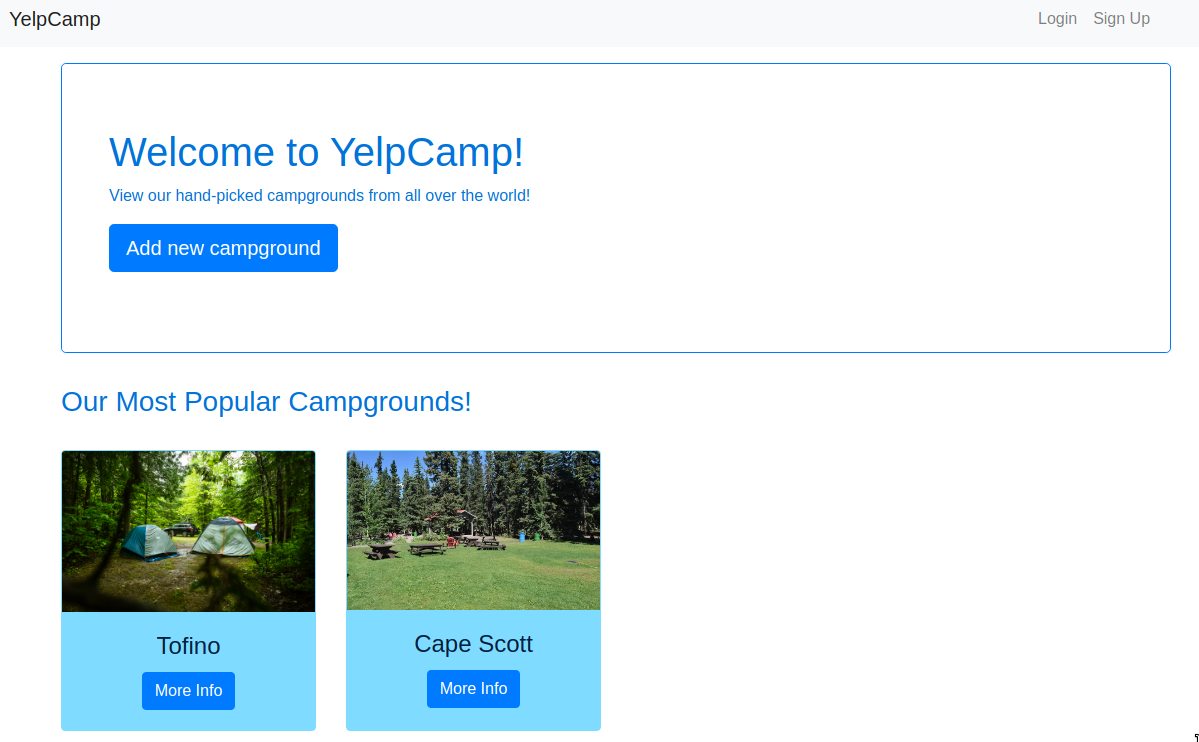 YelpCamp Login Sign Up
Welcome to YelpCamp!
View our hand-picked campgrounds from all over the world!
Add new campground
Our Most Popular Campgrounds!
Tofino
More Info
Cape Scott
More Info